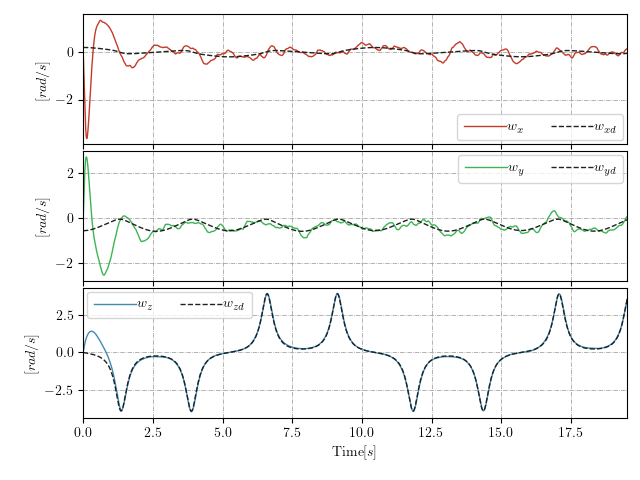 0
−2
[rad/s]
w_x w_xd
2
0
−2
[rad/s]
w_y w_yd
2.5
0.0
−2.5
[rad/s]
w_z w_zd
0.0 2.5 5.0 7.5 10.0 12.5 15.0 17.5
Time[s]